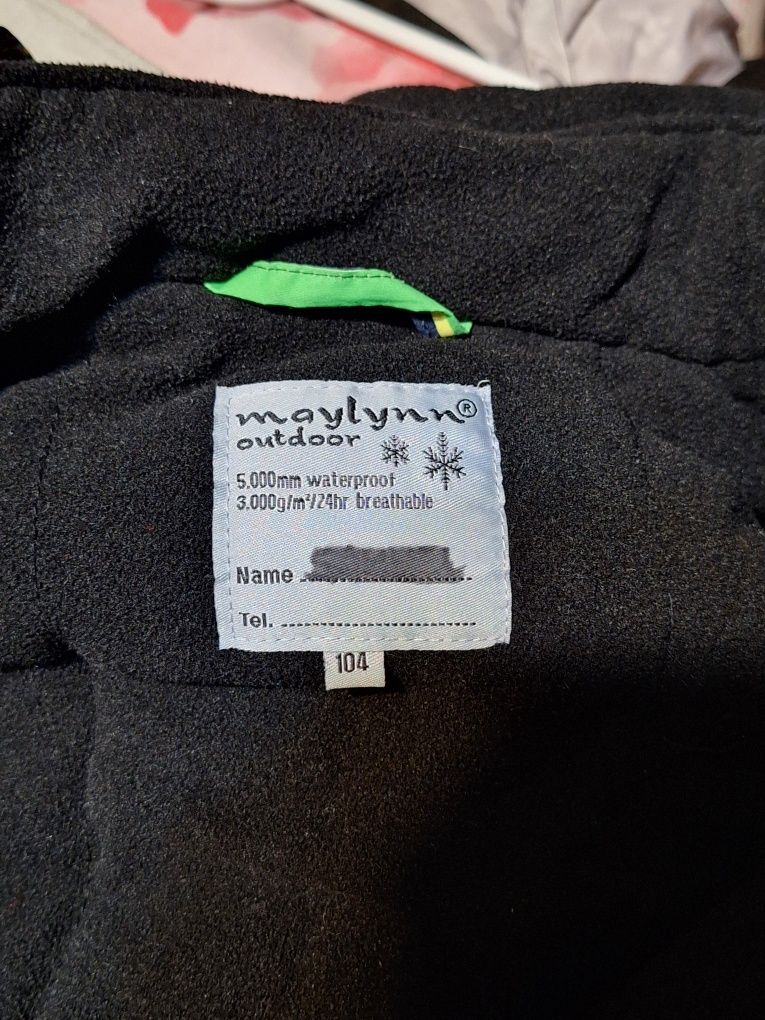 maylynn®
outdoor
5.000mm waterproof
3.000g/m²/24hr breathable
Name
Tel.
104